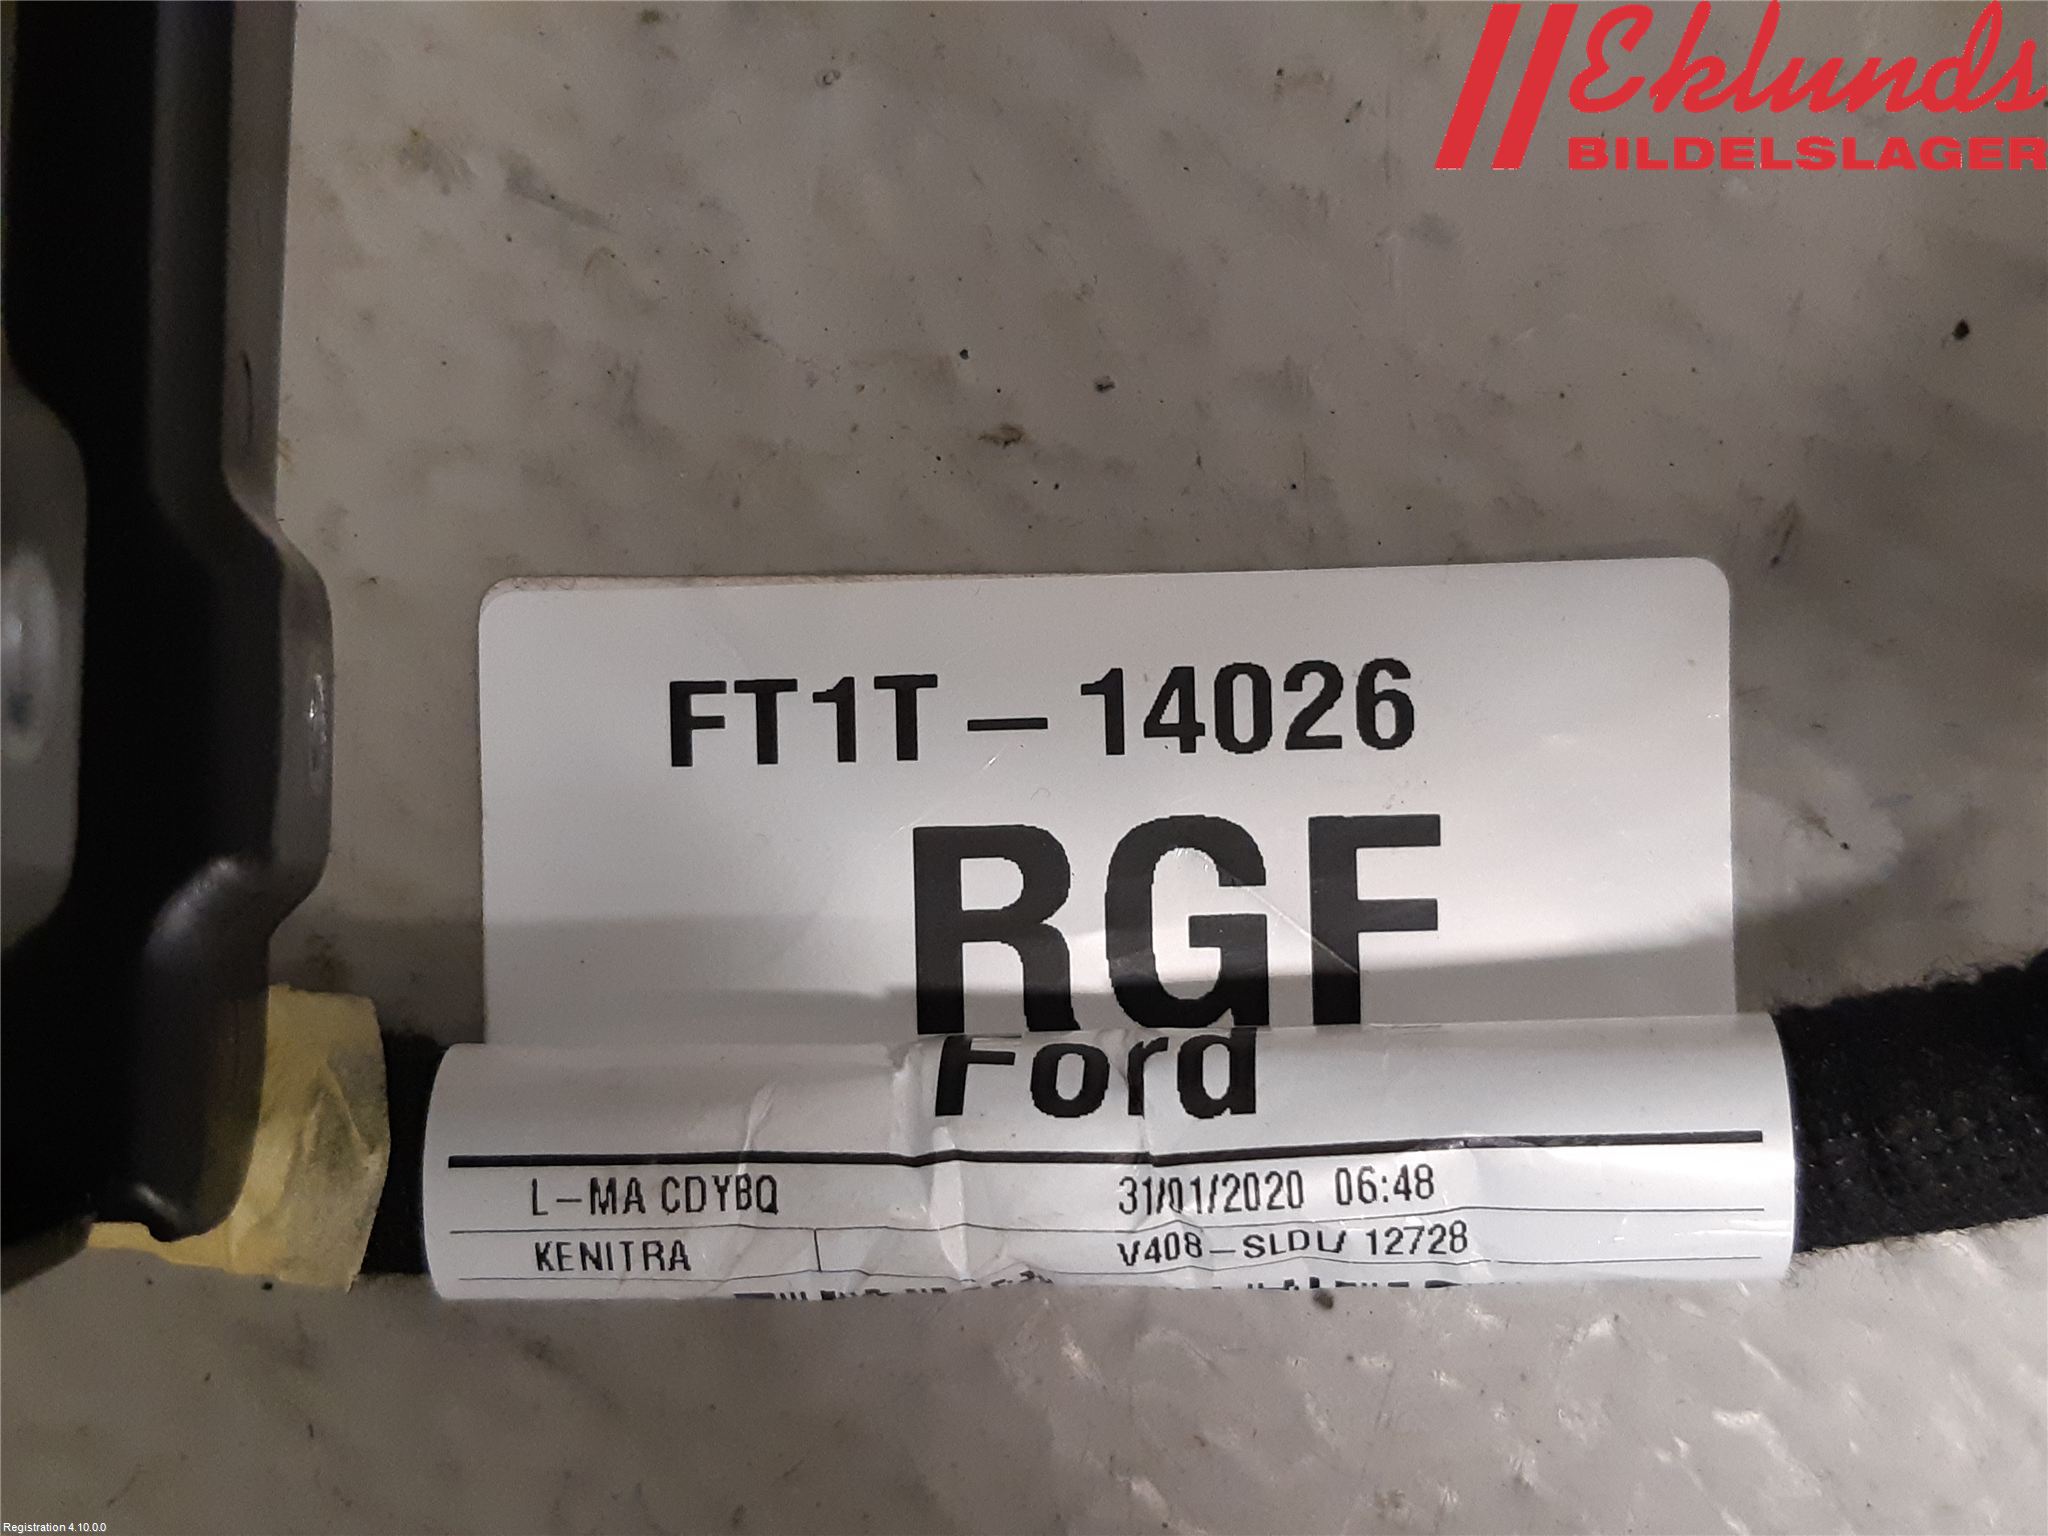 Eklunds
BILDELSLAGER
FT1T-14026
RGF
Ford
L-MA CDYBQ 31/01/2020 06:48
KENITRA V408-SLDL/ 12728
Registration 4.10.0.0